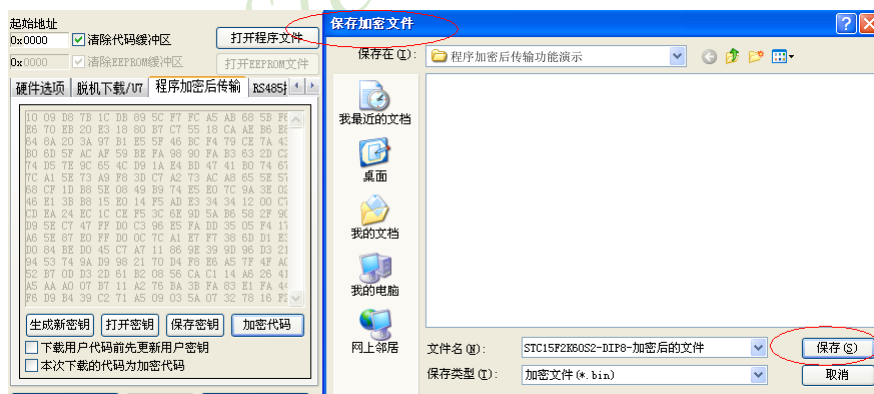 起始地址
0x0000 清除代码缓冲区 打开程序文件
0x0000 清除EEPROM缓冲区 打开EEPROM文件
硬件选项 脱机下载/U7 程序加密后传输 RS485
10 09 D8 7B 1C DB 89 5C F7 FC A5 AB 68 5B F6
E6 70 EB 20 E3 18 80 B7 C7 55 18 CA AE B6 EE
64 8A 20 3A 97 B1 E5 5F 46 BC F4 79 CE 7A 43
B0 6D 5F AC AF 59 BE FA 98 90 FA B3 63 2D C2
74 D5 7E 9C 65 4C D9 1A E4 BD 47 41 B0 74 67
7C A1 5E 73 A9 F8 3D C7 A2 73 AC A8 65 5E 57
68 CF 1D B8 5E 08 49 B9 74 E5 E0 7C 9A 3E 02
46 E1 3B B8 15 E0 14 F5 AD E3 34 34 12 00 C7
CD EA 24 EC 1C CE F5 3C 6E 9D 5A B6 58 2F 90
D9 5E C7 47 FF D0 C3 96 E5 FA DD 35 05 F4 17
A6 5E 87 E0 FF D0 0C 7C A1 E7 F7 38 6D D1 E3
D0 84 BE D0 45 C7 A7 11 86 9E 39 9D 96 D3 21
94 53 74 9A D9 98 21 70 D4 F8 E6 A5 7F 4F AC
52 B7 0D D3 2D 61 B2 08 56 CA C1 14 A6 26 41
A5 AA A0 07 B7 11 A2 76 BA 3B FA 83 E1 FA 44
F6 D9 B4 39 C2 71 A5 09 03 5A 07 32 78 16
生成新密钥 打开密钥 保存密钥 加密代码
下载用户代码前先更新用户密钥
本次下载的代码为加密代码
保存加密文件
保存在(I): 程序加密后传输功能演示
我最近的文档
桌面
我的文档
我的电脑
网上邻居
文件名(N): STC15F2K60S2-DIP8-加密后的文件 保存(S)
保存类型(T): 加密文件(*.bin) 取消